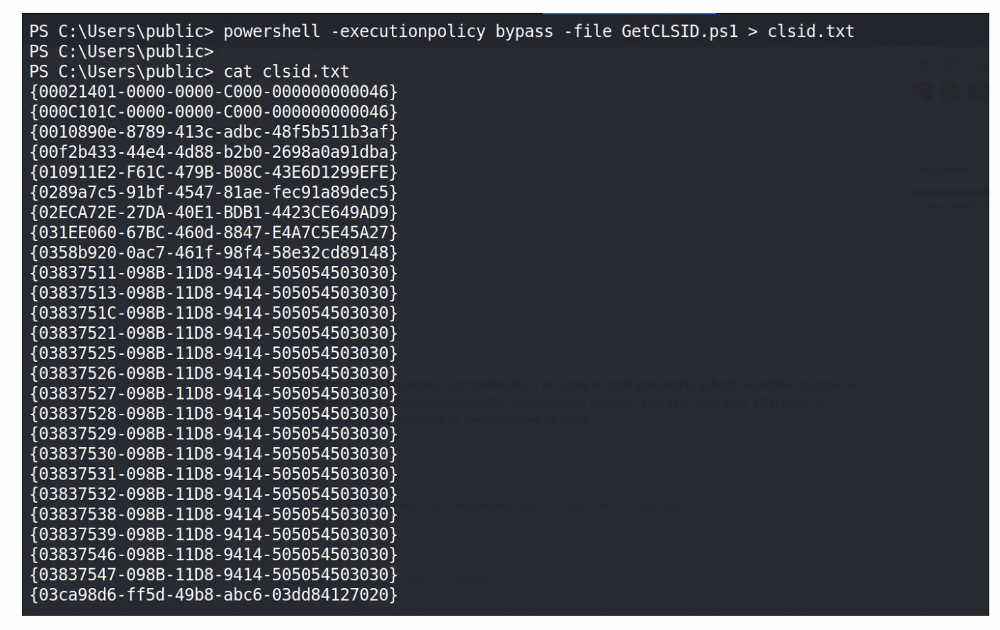 PS C:\Users\public> powershell -executionpolicy bypass -file GetCLSID.ps1 > clsid.txt
PS C:\Users\public>
PS C:\Users\public> cat clsid.txt
{00021401-0000-0000-C000-000000000046}
{000C101C-0000-0000-C000-000000000046}
{0010890e-8789-413c-adbc-48f5b511b3af}
{00f2b433-44e4-4d88-b2b0-2698a0a91dba}
{010911E2-F61C-479B-B08C-43E6D1299EFE}
{0289a7c5-91bf-4547-81ae-fec91a89dec5}
{02ECA72E-27DA-40E1-BDB1-4423CE649AD9}
{031EE060-67BC-460d-8847-E4A7C5E45A27}
{0358b920-0ac7-461f-98f4-58e32cd89148}
{03837511-098B-11D8-9414-505054503030}
{03837513-098B-11D8-9414-505054503030}
{0383751C-098B-11D8-9414-505054503030}
{03837521-098B-11D8-9414-505054503030}
{03837525-098B-11D8-9414-505054503030}
{03837526-098B-11D8-9414-505054503030}
{03837527-098B-11D8-9414-505054503030}
{03837528-098B-11D8-9414-505054503030}
{03837529-098B-11D8-9414-505054503030}
{03837530-098B-11D8-9414-505054503030}
{03837531-098B-11D8-9414-505054503030}
{03837532-098B-11D8-9414-505054503030}
{03837538-098B-11D8-9414-505054503030}
{03837539-098B-11D8-9414-505054503030}
{03837546-098B-11D8-9414-505054503030}
{03837547-098B-11D8-9414-505054503030}
{03ca98d6-ff5d-49b8-abc6-03dd84127020}